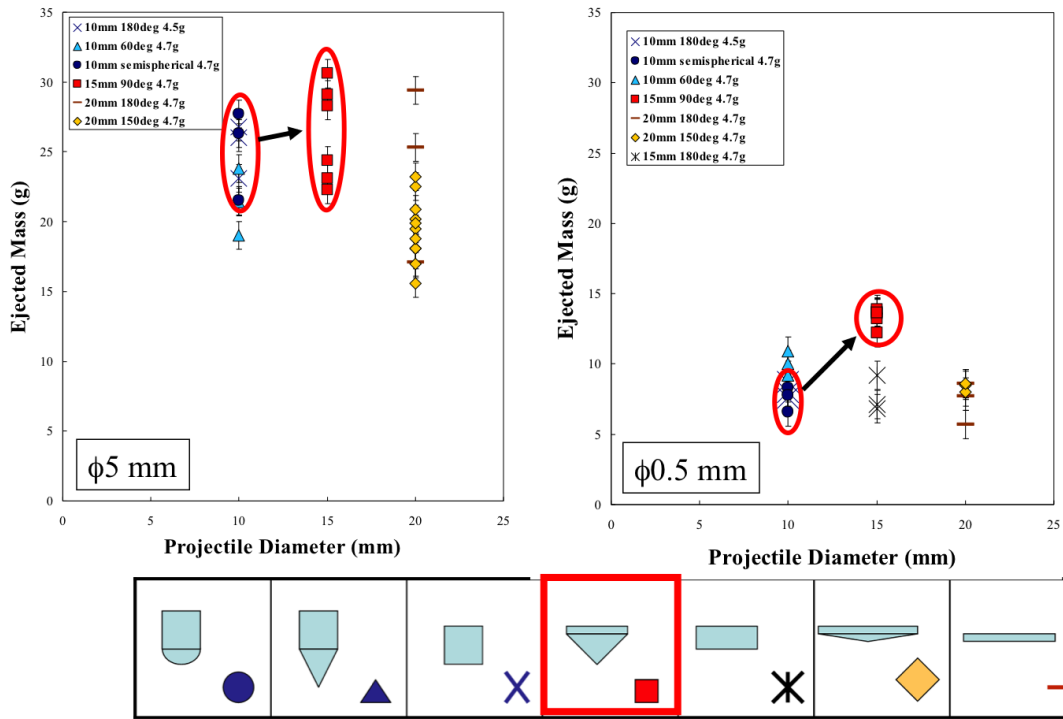 35
30
25
20
15
10
5
0
10mm 180deg 4.5g
10mm 60deg 4.7g
10mm semispherical 4.7g
15mm 90deg 4.7g
20mm 180deg 4.7g
20mm 150deg 4.7g
Ejected Mass (g)
ϕ5 mm
0 5 10 15 20 25
Projectile Diameter (mm)
35
30
25
20
15
10
5
0
10mm 180deg 4.5g
10mm semispherical 4.7g
10mm 60deg 4.7g
15mm 90deg 4.7g
20mm 180deg 4.7g
20mm 150deg 4.7g
15mm 180deg 4.7g
Ejected Mass (g)
ϕ0.5 mm
0 5 10 15 20 25
Projectile Diameter (mm)